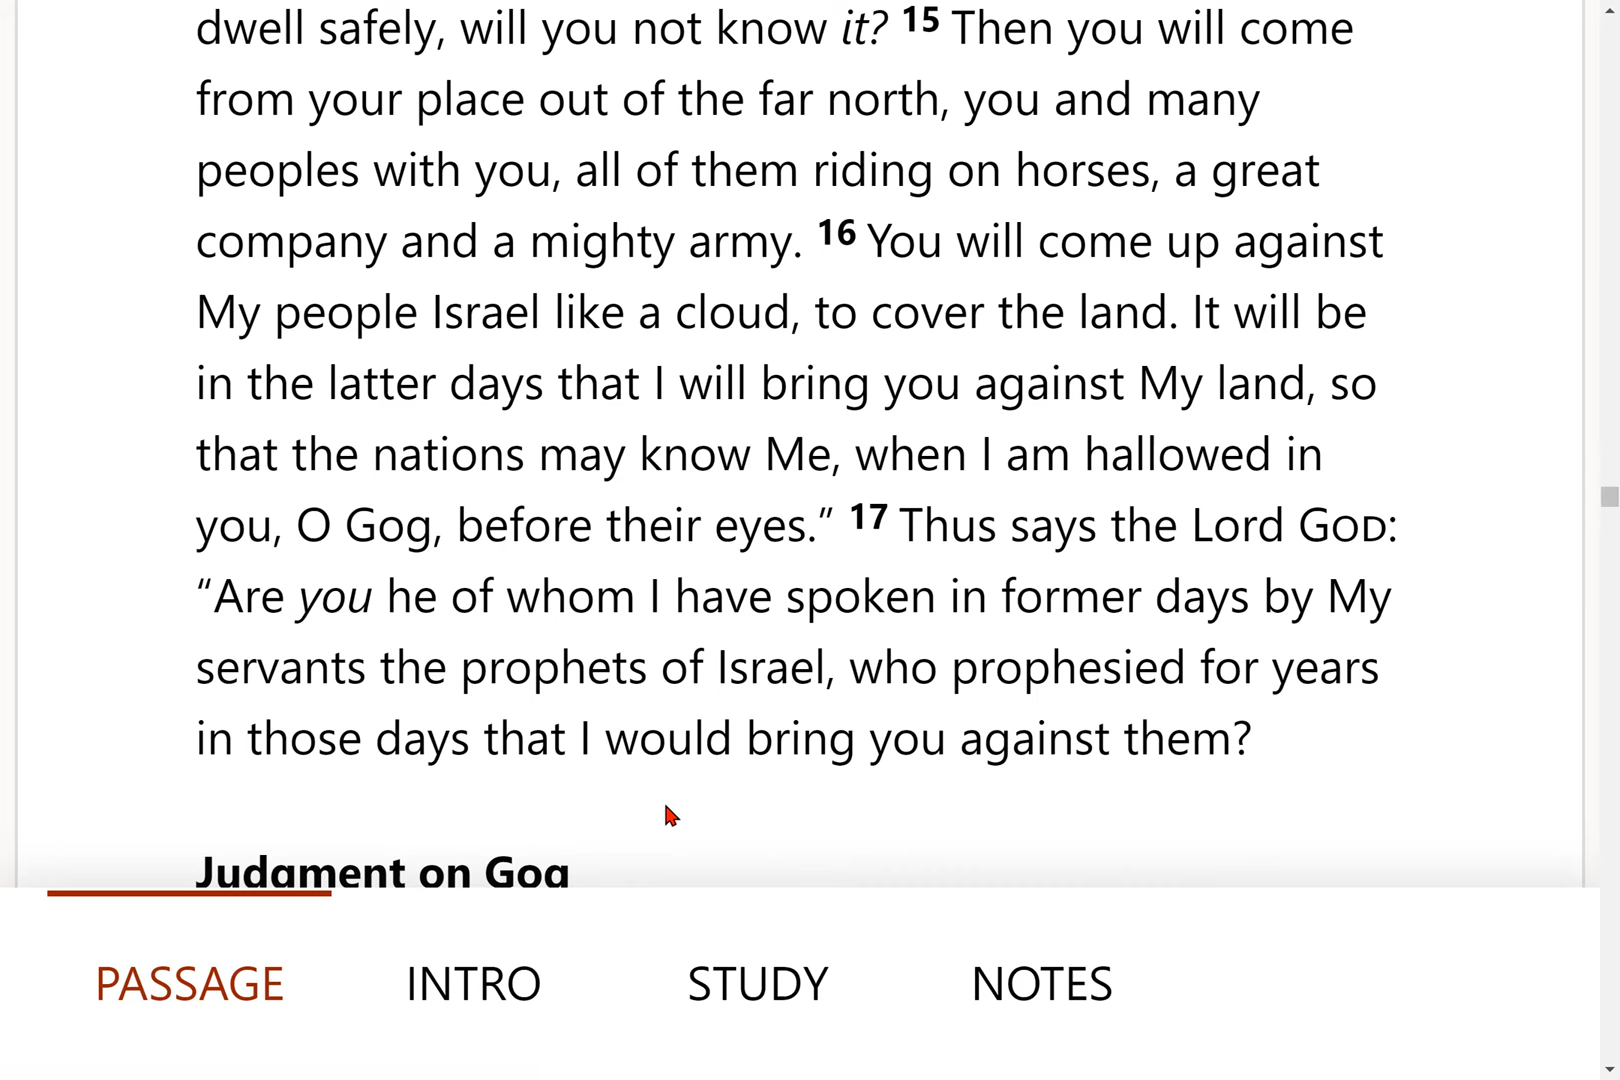 dwell safely, will you not know it? 15 Then you will come
from your place out of the far north, you and many
peoples with you, all of them riding on horses, a great
company and a mighty army. 16 You will come up against
My people Israel like a cloud, to cover the land. It will be
in the latter days that I will bring you against My land, so
that the nations may know Me, when I am hallowed in
you, O Gog, before their eyes.” 17 Thus says the Lord GOD:
“Are you he of whom I have spoken in former days by My
servants the prophets of Israel, who prophesied for years
in those days that I would bring you against them?
Judgment on Gog
PASSAGE INTRO STUDY NOTES